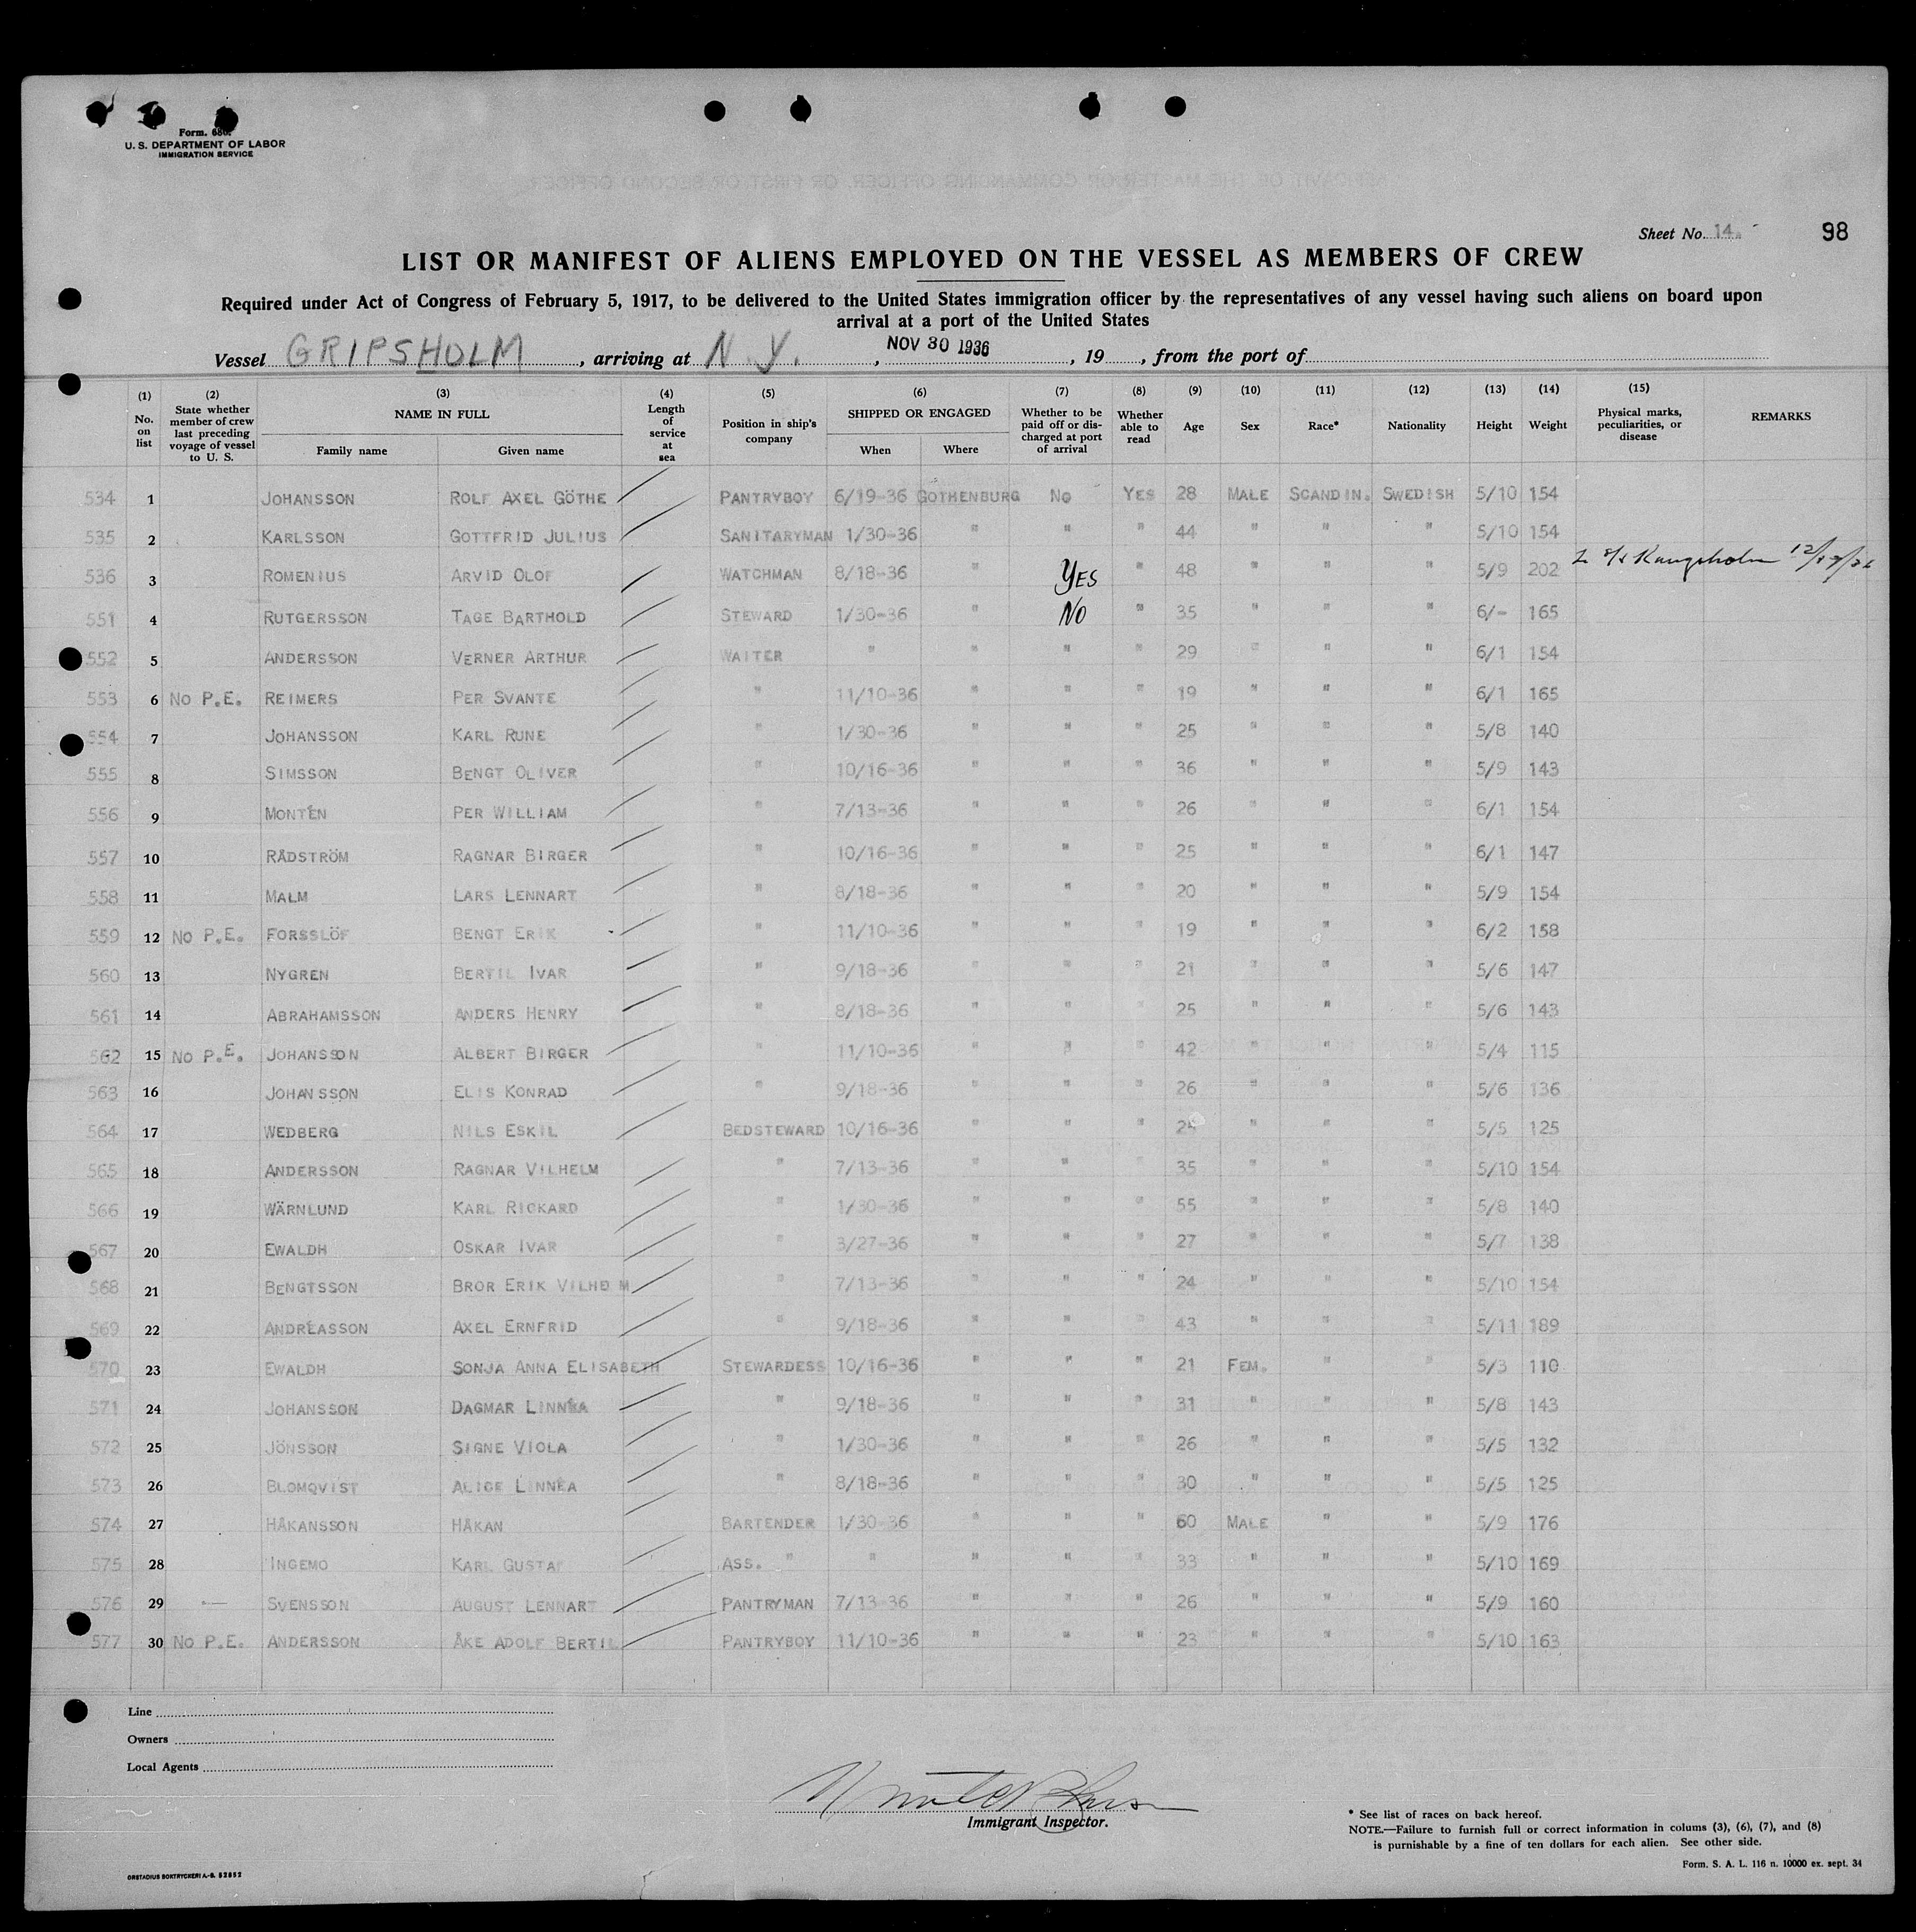 Form. 680.
U. S. DEPARTMENT OF LABOR
IMMIGRATION SERVICE
Sheet No. 14
98
LIST OR MANIFEST OF ALIENS EMPLOYED ON THE VESSEL AS MEMBERS OF CREW
Required under Act of Congress of February 5, 1917, to be delivered to the United States immigration officer by the representatives of any vessel having such aliens on board upon
arrival at a port of the United States
Vessel GRIPSHOLM, arriving at N.Y., NOV 30 1936, 19, from the port of
(1) No. on list (2) State whether member of crew last preceding voyage of vessel to U. S. (3) NAME IN FULL Family name Given name (4) Length of service at sea (5) Position in ship's company (6) SHIPPED OR ENGAGED When Where (7) Whether to be paid off or discharged at port of arrival (8) Whether able to read (9) Age (10) Sex (11) Race* (12) Nationality (13) Height (14) Weight (15) Physical marks, peculiarities, or disease REMARKS
534 1 JOHANSSON ROLF AXEL GÖTHE PANTRYBOY 6/19-36 GOTHENBURG NO YES 28 MALE SCANDIN. SWEDISH 5/10 154
535 2 KARLSSON GOTTFRID JULIUS SANITARYMAN 1/30-36 " " " 44 " " " 5/10 154
536 3 ROMENIUS ARVID OLOF WATCHMAN 8/18-36 " YES " 48 " " " 5/9 202
551 4 RUTGERSSON TAGE BARTHOLD STEWARD 1/30-36 " NO " 35 " " " 6/- 165
552 5 ANDERSSON VERNER ARTHUR WAITER " " " " 29 " " " 6/1 154
553 6 NO P.E. REIMERS PER SVANTE " 11/10-36 " " " 19 " " " 6/1 165
554 7 JOHANSSON KARL RUNE " 1/30-36 " " " 25 " " " 5/8 140
555 8 SIMSSON BENGT OLIVER " 10/16-36 " " " 36 " " " 5/9 143
556 9 MONTÉN PER WILLIAM " 7/13-36 " " " 26 " " " 6/1 154
557 10 RÅDSTRÖM RAGNAR BIRGER " 10/16-36 " " " 25 " " " 6/1 147
558 11 MALM LARS LENNART " 8/18-36 " " " 20 " " " 5/9 154
559 12 NO P.E. FORSSLÖF BENGT ERIK " 11/10-36 " " " 19 " " " 6/2 158
560 13 NYGREN BERTIL IVAR " 9/18-36 " " " 21 " " " 5/6 147
561 14 ABRAHAMSSON ANDERS HENRY " 8/18-36 " " " 25 " " " 5/6 143
562 15 NO P.E. JOHANSSON ALBERT BIRGER " 11/10-36 " " " 42 " " " 5/4 115
563 16 JOHANSSON ELIS KONRAD " 9/18-36 " " " 26 " " " 5/6 136
564 17 WEDBERG NILS ESKIL BEDSTEWARD 10/16-36 " " " " " " 5/5 125
565 18 ANDERSSON RAGNAR VILHELM " 7/13-36 " " " 35 " " " 5/10 154
566 19 WÄRNLUND KARL RICKARD " 1/30-36 " " " 55 " " " 5/8 140
567 20 EWALDH OSKAR IVAR " 3/27-36 " " " 27 " " " 5/7 138
568 21 BENGTSSON BROR ERIK VILHELM " 7/13-36 " " " 24 " " " 5/10 154
569 22 ANDRÉASSON AXEL ERNFRID " 9/18-36 " " " 43 " " " 5/11 189
570 23 EWALDH SONJA ANNA ELISABETH STEWARDESS 10/16-36 " " " 21 FEM. " " 5/3 110
571 24 JOHANSSON DAGMAR LINNÉA " 9/18-36 " " " 31 " " " 5/8 143
572 25 JÖNSSON SIGNE VIOLA " 1/30-36 " " " 26 " " " 5/5 132
573 26 BLOMQVIST ALICE LINNÉA " 8/18-36 " " " 30 " " " 5/5 125
574 27 HÅKANSSON HÅKAN BARTENDER 1/30-36 " " " 60 MALE " " 5/9 176
575 28 INGEMO KARL GUSTAF ASS. " " " " " 33 " " " 5/10 169
576 29 SVENSSON AUGUST LENNART PANTRYMAN 7/13-36 " " " 26 " " " 5/9 160
577 30 NO P.E. ANDERSSON ÅKE ADOLF BERTIL PANTRYBOY 11/10-36 " " " 23 " " " 5/10 163
Line
Owners
Local Agents
Immigrant Inspector.
* See list of races on back hereof.
NOTE.—Failure to furnish full or correct information in colums (3), (6), (7), and (8)
is purnishable by a fine of ten dollars for each alien. See other side.
Form. S. A. L. 116 n. 10000 ex. sept. 34
ORSTADIUS BOKTRYCKERI A.-B. 52852